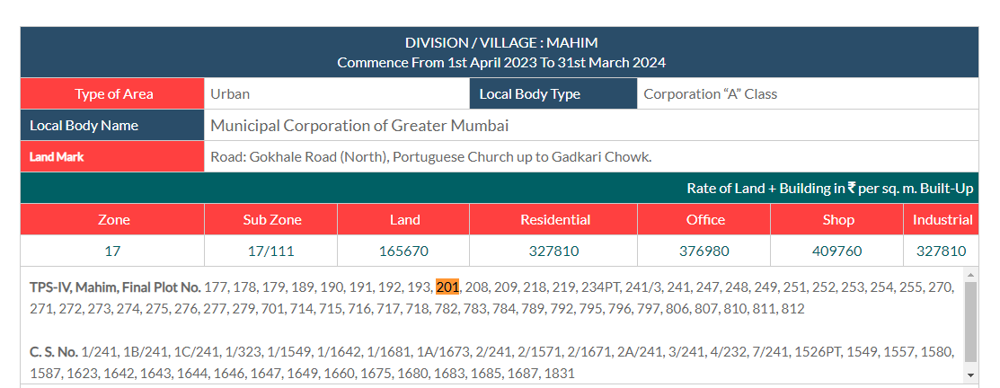 DIVISION / VILLAGE : MAHIM
Commence From 1st April 2023 To 31st March 2024
Type of Area Urban Local Body Type Corporation “A” Class
Local Body Name Municipal Corporation of Greater Mumbai
Land Mark Road: Gokhale Road (North), Portuguese Church up to Gadkari Chowk.
Rate of Land + Building in ₹ per sq. m. Built-Up
Zone Sub Zone Land Residential Office Shop Industrial
17 17/111 165670 327810 376980 409760 327810
TPS-IV, Mahim, Final Plot No. 177, 178, 179, 189, 190, 191, 192, 193, 201, 208, 209, 218, 219, 234PT, 241/3, 241, 247, 248, 249, 251, 252, 253, 254, 255, 270,
271, 272, 273, 274, 275, 276, 277, 279, 701, 714, 715, 716, 717, 718, 782, 783, 784, 789, 792, 795, 796, 797, 806, 807, 810, 811, 812
C. S. No. 1/241, 1B/241, 1C/241, 1/323, 1/1549, 1/1642, 1/1681, 1A/1673, 2/241, 2/1571, 2/1671, 2A/241, 3/241, 4/232, 7/241, 1526PT, 1549, 1557, 1580,
1587, 1623, 1642, 1643, 1644, 1646, 1647, 1649, 1660, 1675, 1680, 1683, 1685, 1687, 1831